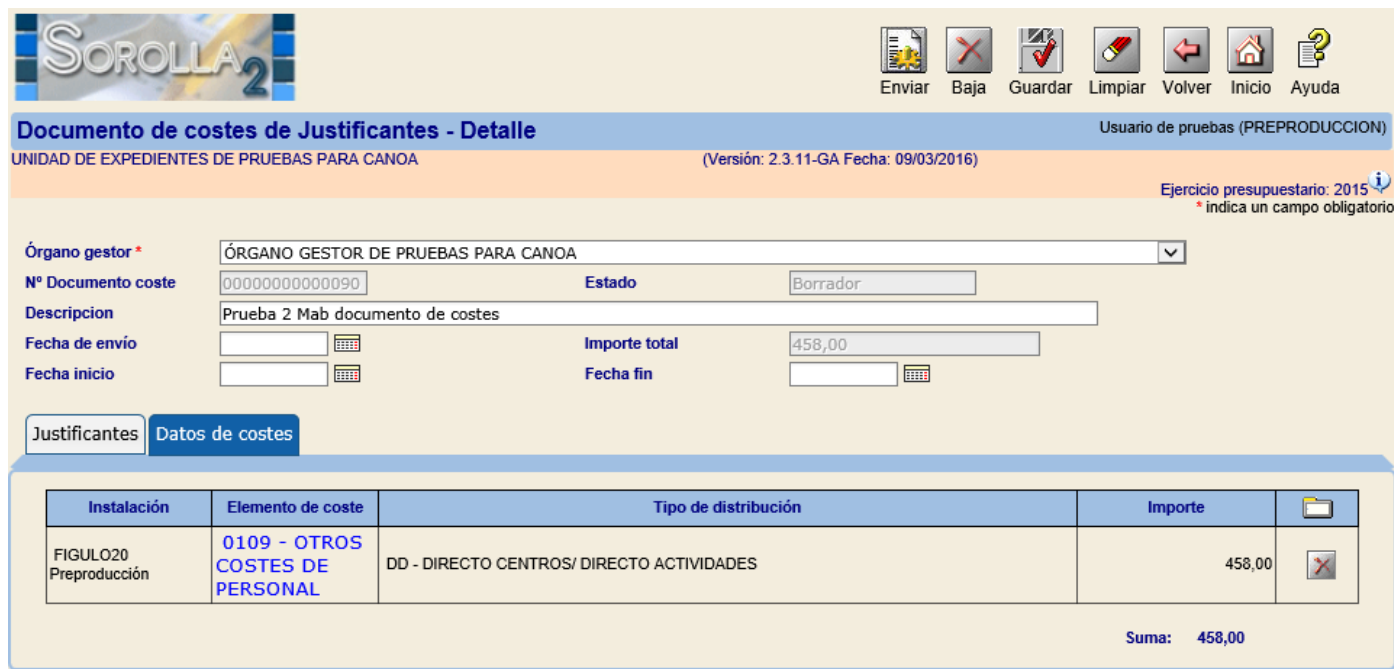 SOROLLA2
Enviar Baja Guardar Limpiar Volver Inicio Ayuda
Documento de costes de Justificantes - Detalle Usuario de pruebas (PREPRODUCCION)
UNIDAD DE EXPEDIENTES DE PRUEBAS PARA CANOA (Versión: 2.3.11-GA Fecha: 09/03/2016)
Ejercicio presupuestario: 2015
* indica un campo obligatorio
Órgano gestor * ÓRGANO GESTOR DE PRUEBAS PARA CANOA
Nº Documento coste 00000000000090 Estado Borrador
Descripcion Prueba 2 Mab documento de costes
Fecha de envío Importe total 458,00
Fecha inicio Fecha fin
Justificantes Datos de costes
Instalación Elemento de coste Tipo de distribución Importe
FIGULO20 Preproducción 0109 - OTROS COSTES DE PERSONAL DD - DIRECTO CENTROS/ DIRECTO ACTIVIDADES 458,00
Suma: 458,00